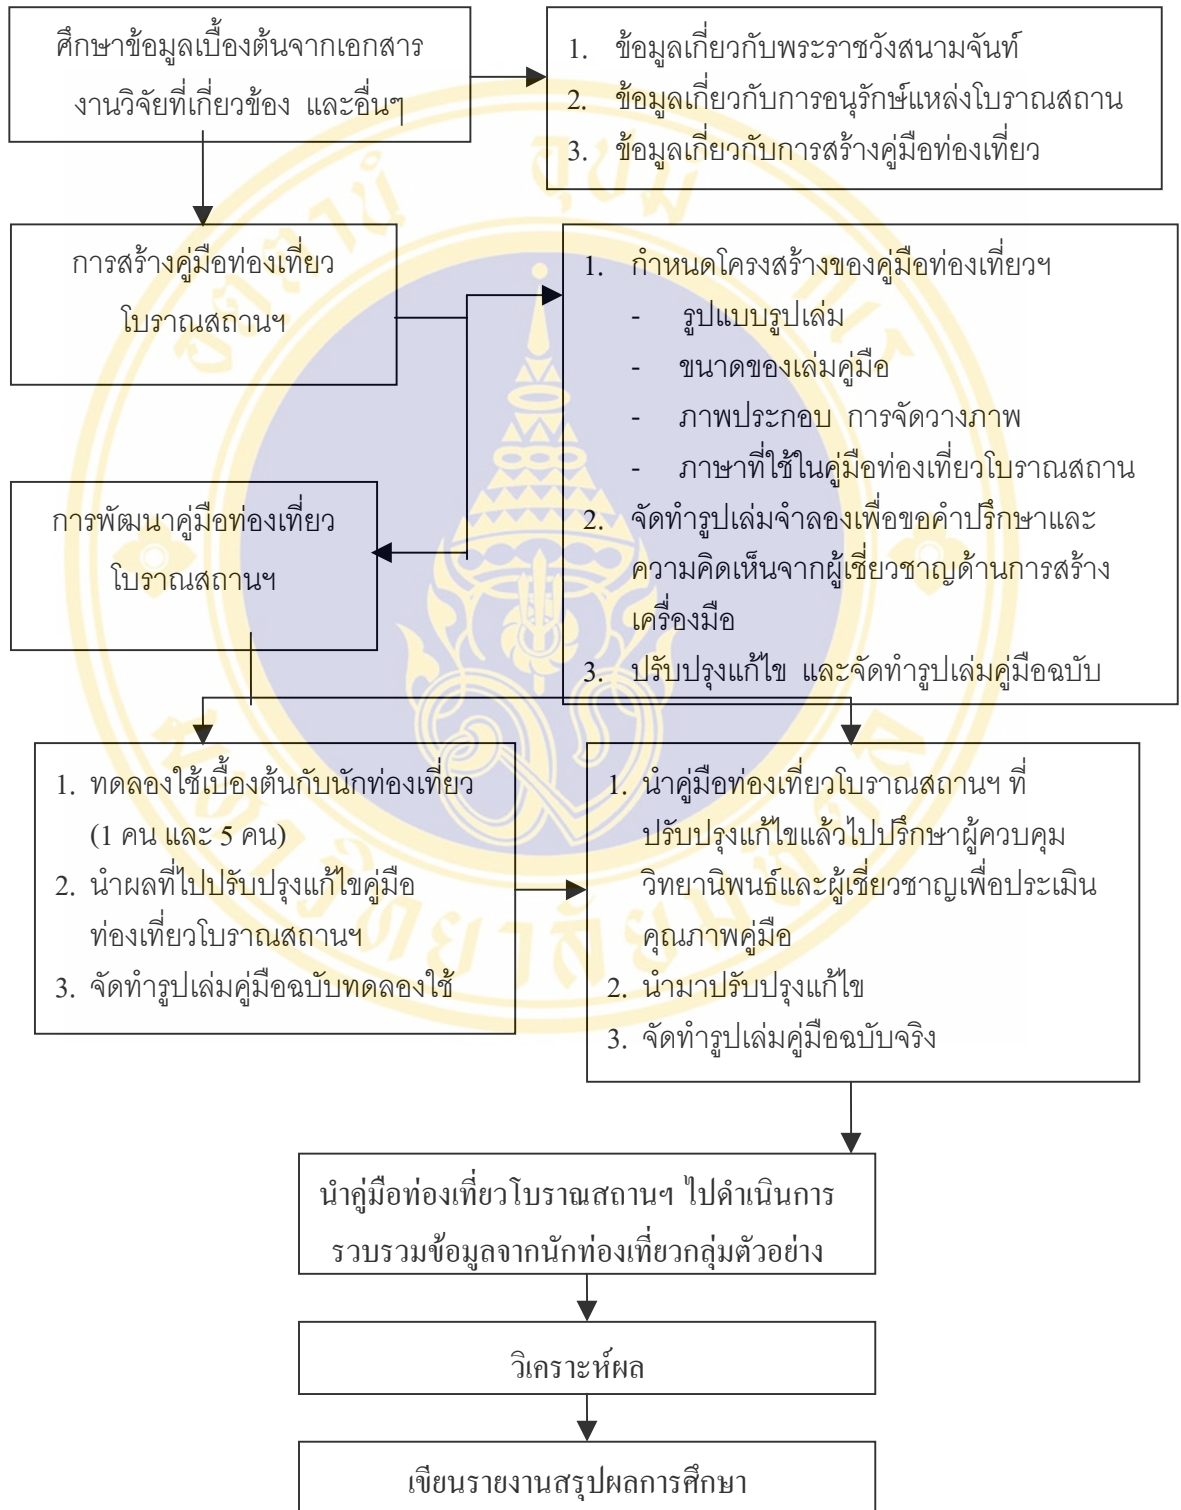 ศึกษาข้อมูลเบื้องต้นจากเอกสาร
งานวิจัยที่เกี่ยวข้อง และอื่นๆ
1. ข้อมูลเกี่ยวกับพระราชวังสนามจันท์
2. ข้อมูลเกี่ยวกับการอนุรักษ์แหล่งโบราณสถาน
3. ข้อมูลเกี่ยวกับการสร้างคู่มือท่องเที่ยว
การสร้างคู่มือท่องเที่ยว
โบราณสถานฯ
1. กำหนดโครงสร้างของคู่มือท่องเที่ยวฯ
- รูปแบบรูปเล่ม
- ขนาดของเล่มคู่มือ
- ภาพประกอบ การจัดวางภาพ
- ภาษาที่ใช้ในคู่มือท่องเที่ยวโบราณสถาน
2. จัดทำรูปเล่มจำลองเพื่อขอคำปรึกษาและ
ความคิดเห็นจากผู้เชี่ยวชาญด้านการสร้าง
เครื่องมือ
3. ปรับปรุงแก้ไข และจัดทำรูปเล่มคู่มือฉบับ
การพัฒนาคู่มือท่องเที่ยว
โบราณสถานฯ
1. ทดลองใช้เบื้องต้นกับนักท่องเที่ยว
(1 คน และ 5 คน)
2. นำผลที่ไปปรับปรุงแก้ไขคู่มือ
ท่องเที่ยวโบราณสถานฯ
3. จัดทำรูปเล่มคู่มือฉบับทดลองใช้
1. นำคู่มือท่องเที่ยวโบราณสถานฯ ที่
ปรับปรุงแก้ไขแล้วไปปรึกษาผู้ควบคุม
วิทยานิพนธ์และผู้เชี่ยวชาญเพื่อประเมิน
คุณภาพคู่มือ
2. นำมาปรับปรุงแก้ไข
3. จัดทำรูปเล่มคู่มือฉบับจริง
นำคู่มือท่องเที่ยวโบราณสถานฯ ไปดำเนินการ
รวบรวมข้อมูลจากนักท่องเที่ยวกลุ่มตัวอย่าง
วิเคราะห์ผล
เขียนรายงานสรุปผลการศึกษา
อตฺตานํ อุปมํ กเร
มหาวิทยาลัยมหิดล